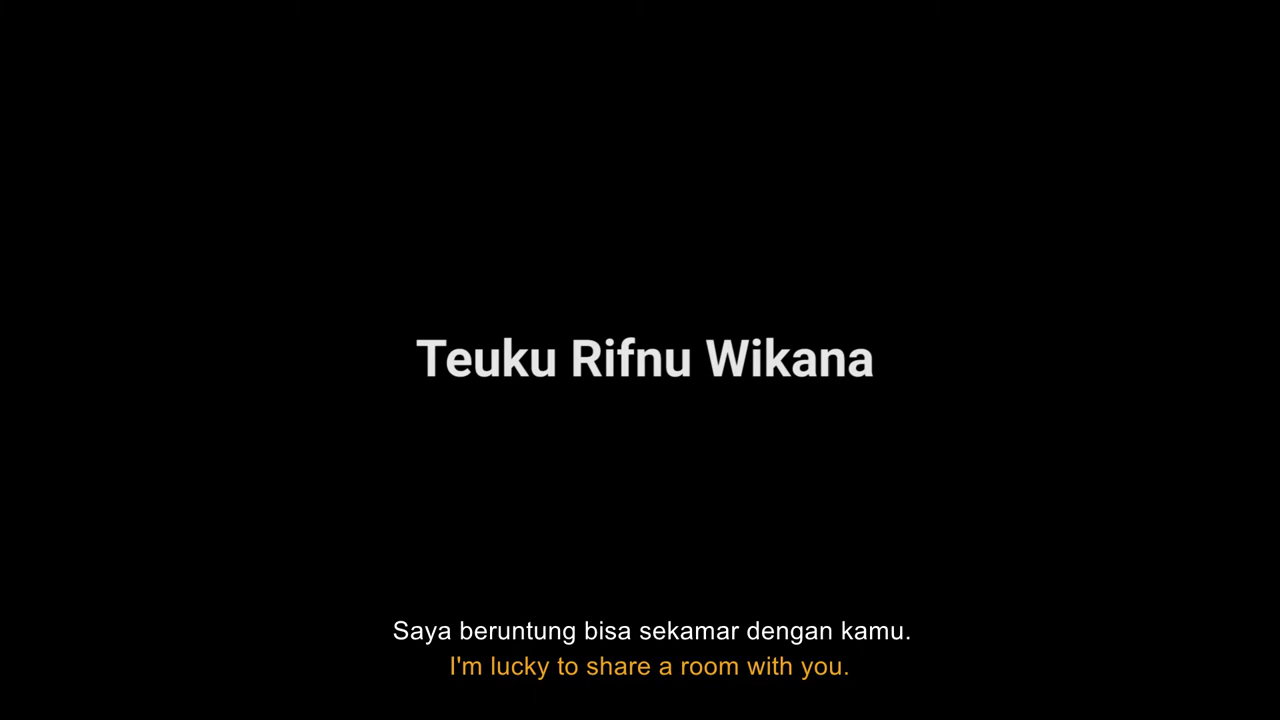 Teuku Rifnu Wikana
Saya beruntung bisa sekamar dengan kamu.
I'm lucky to share a room with you.